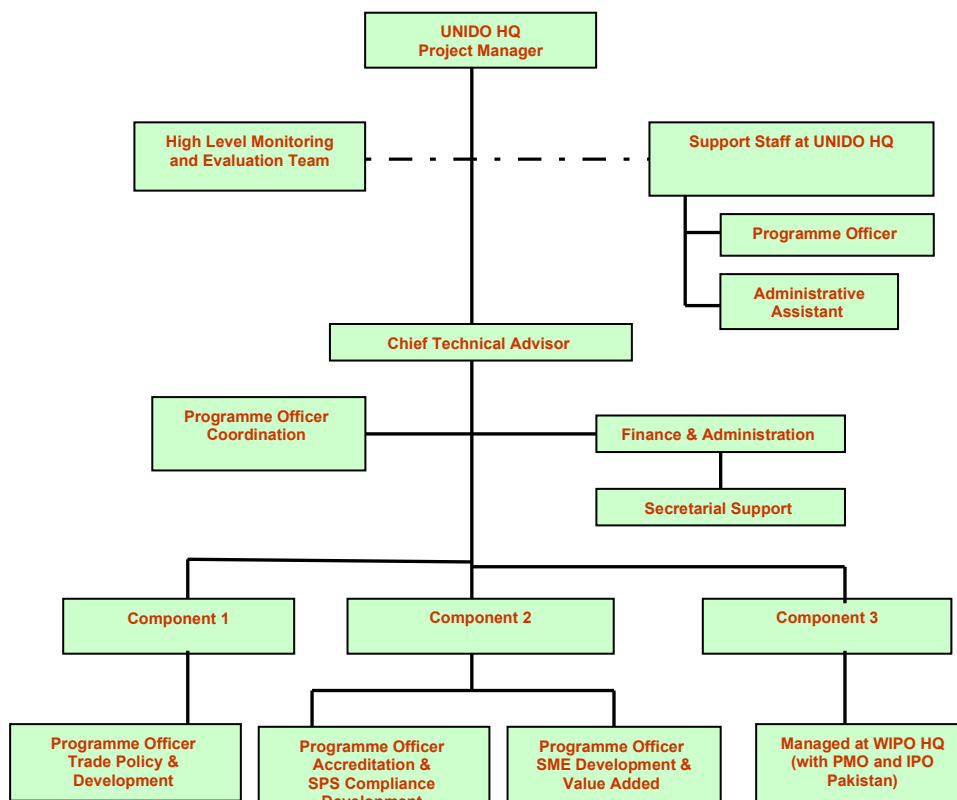 UNIDO HQ
Project Manager
High Level Monitoring
and Evaluation Team
Support Staff at UNIDO HQ
Programme Officer
Administrative
Assistant
Chief Technical Advisor
Programme Officer
Coordination
Finance & Administration
Secretarial Support
Component 1
Component 2
Component 3
Programme Officer
Trade Policy &
Development
Programme Officer
Accreditation &
SPS Compliance
Development
Programme Officer
SME Development &
Value Added
Managed at WIPO HQ
(with PMO and IPO
Pakistan)